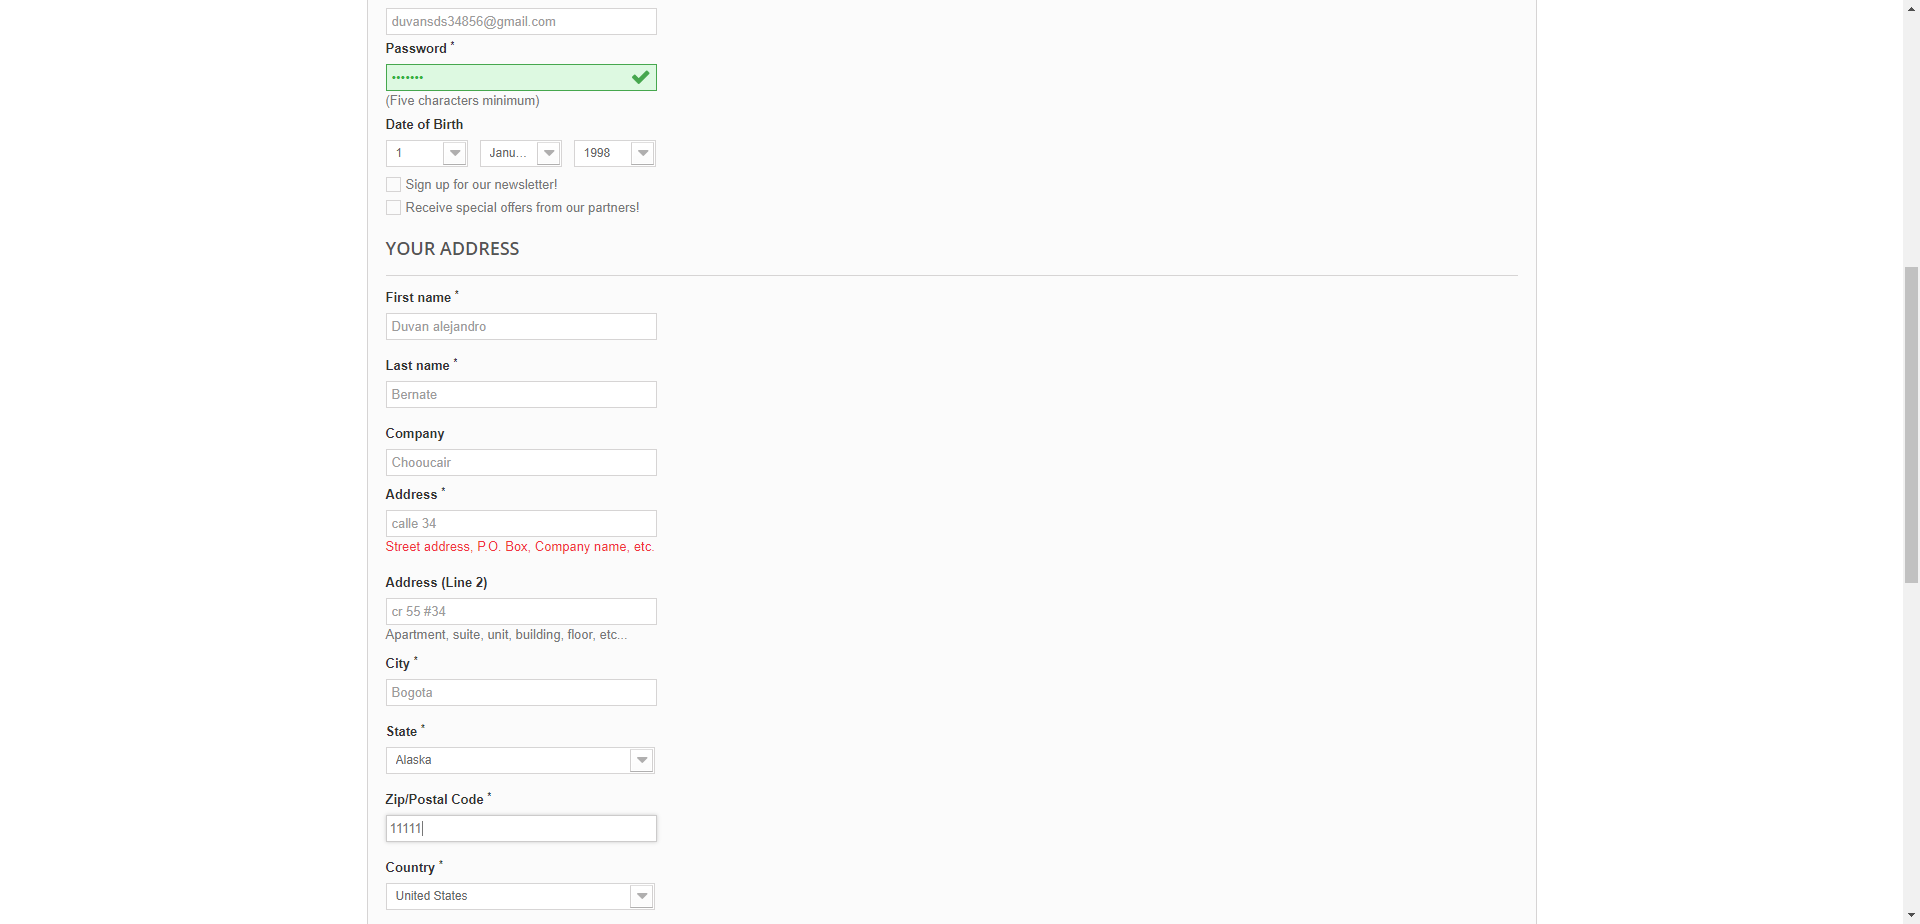 duvansds34856@gmail.com
Password *
•••••••
(Five characters minimum)
Date of Birth
1 Janu... 1998
Sign up for our newsletter!
Receive special offers from our partners!
YOUR ADDRESS
First name *
Duvan alejandro
Last name *
Bernate
Company
Chooucair
Address *
calle 34
Street address, P.O. Box, Company name, etc.
Address (Line 2)
cr 55 #34
Apartment, suite, unit, building, floor, etc...
City *
Bogota
State *
Alaska
Zip/Postal Code *
11111
Country *
United States